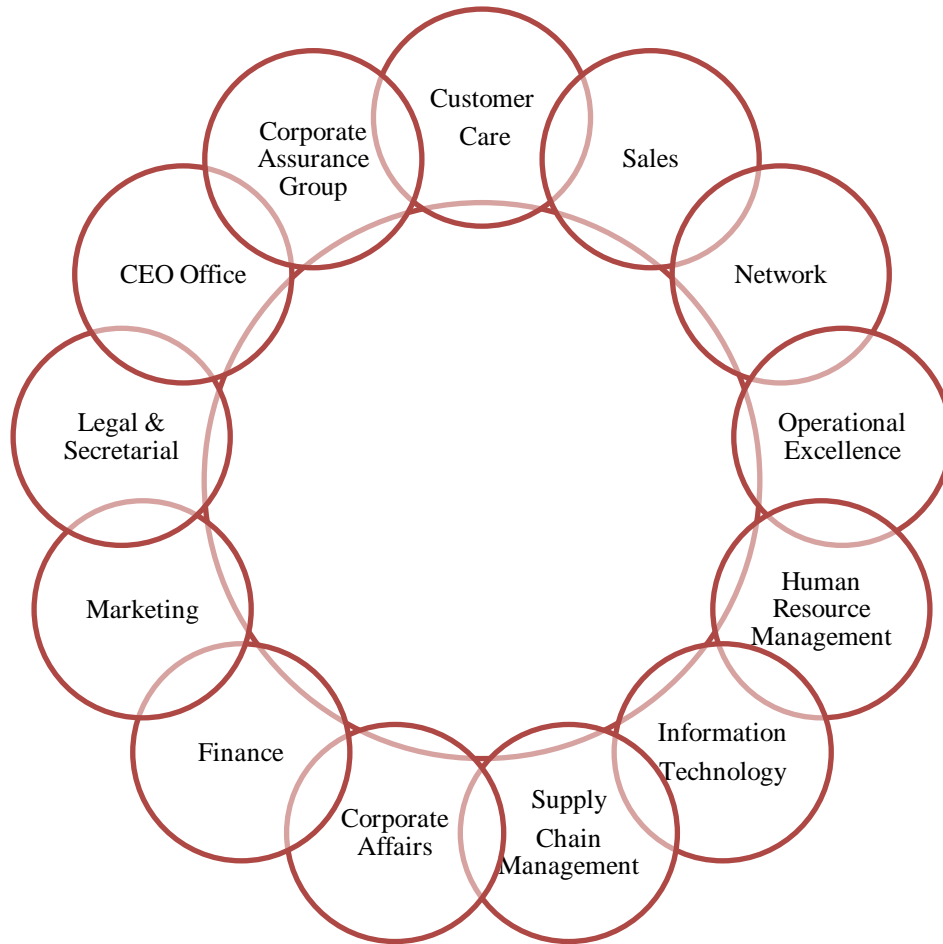 Customer
Care
Sales
Network
Operational
Excellence
Human
Resource
Management
Information
Technology
Supply
Chain
Management
Corporate
Affairs
Finance
Marketing
Legal &
Secretarial
CEO Office
Corporate
Assurance
Group